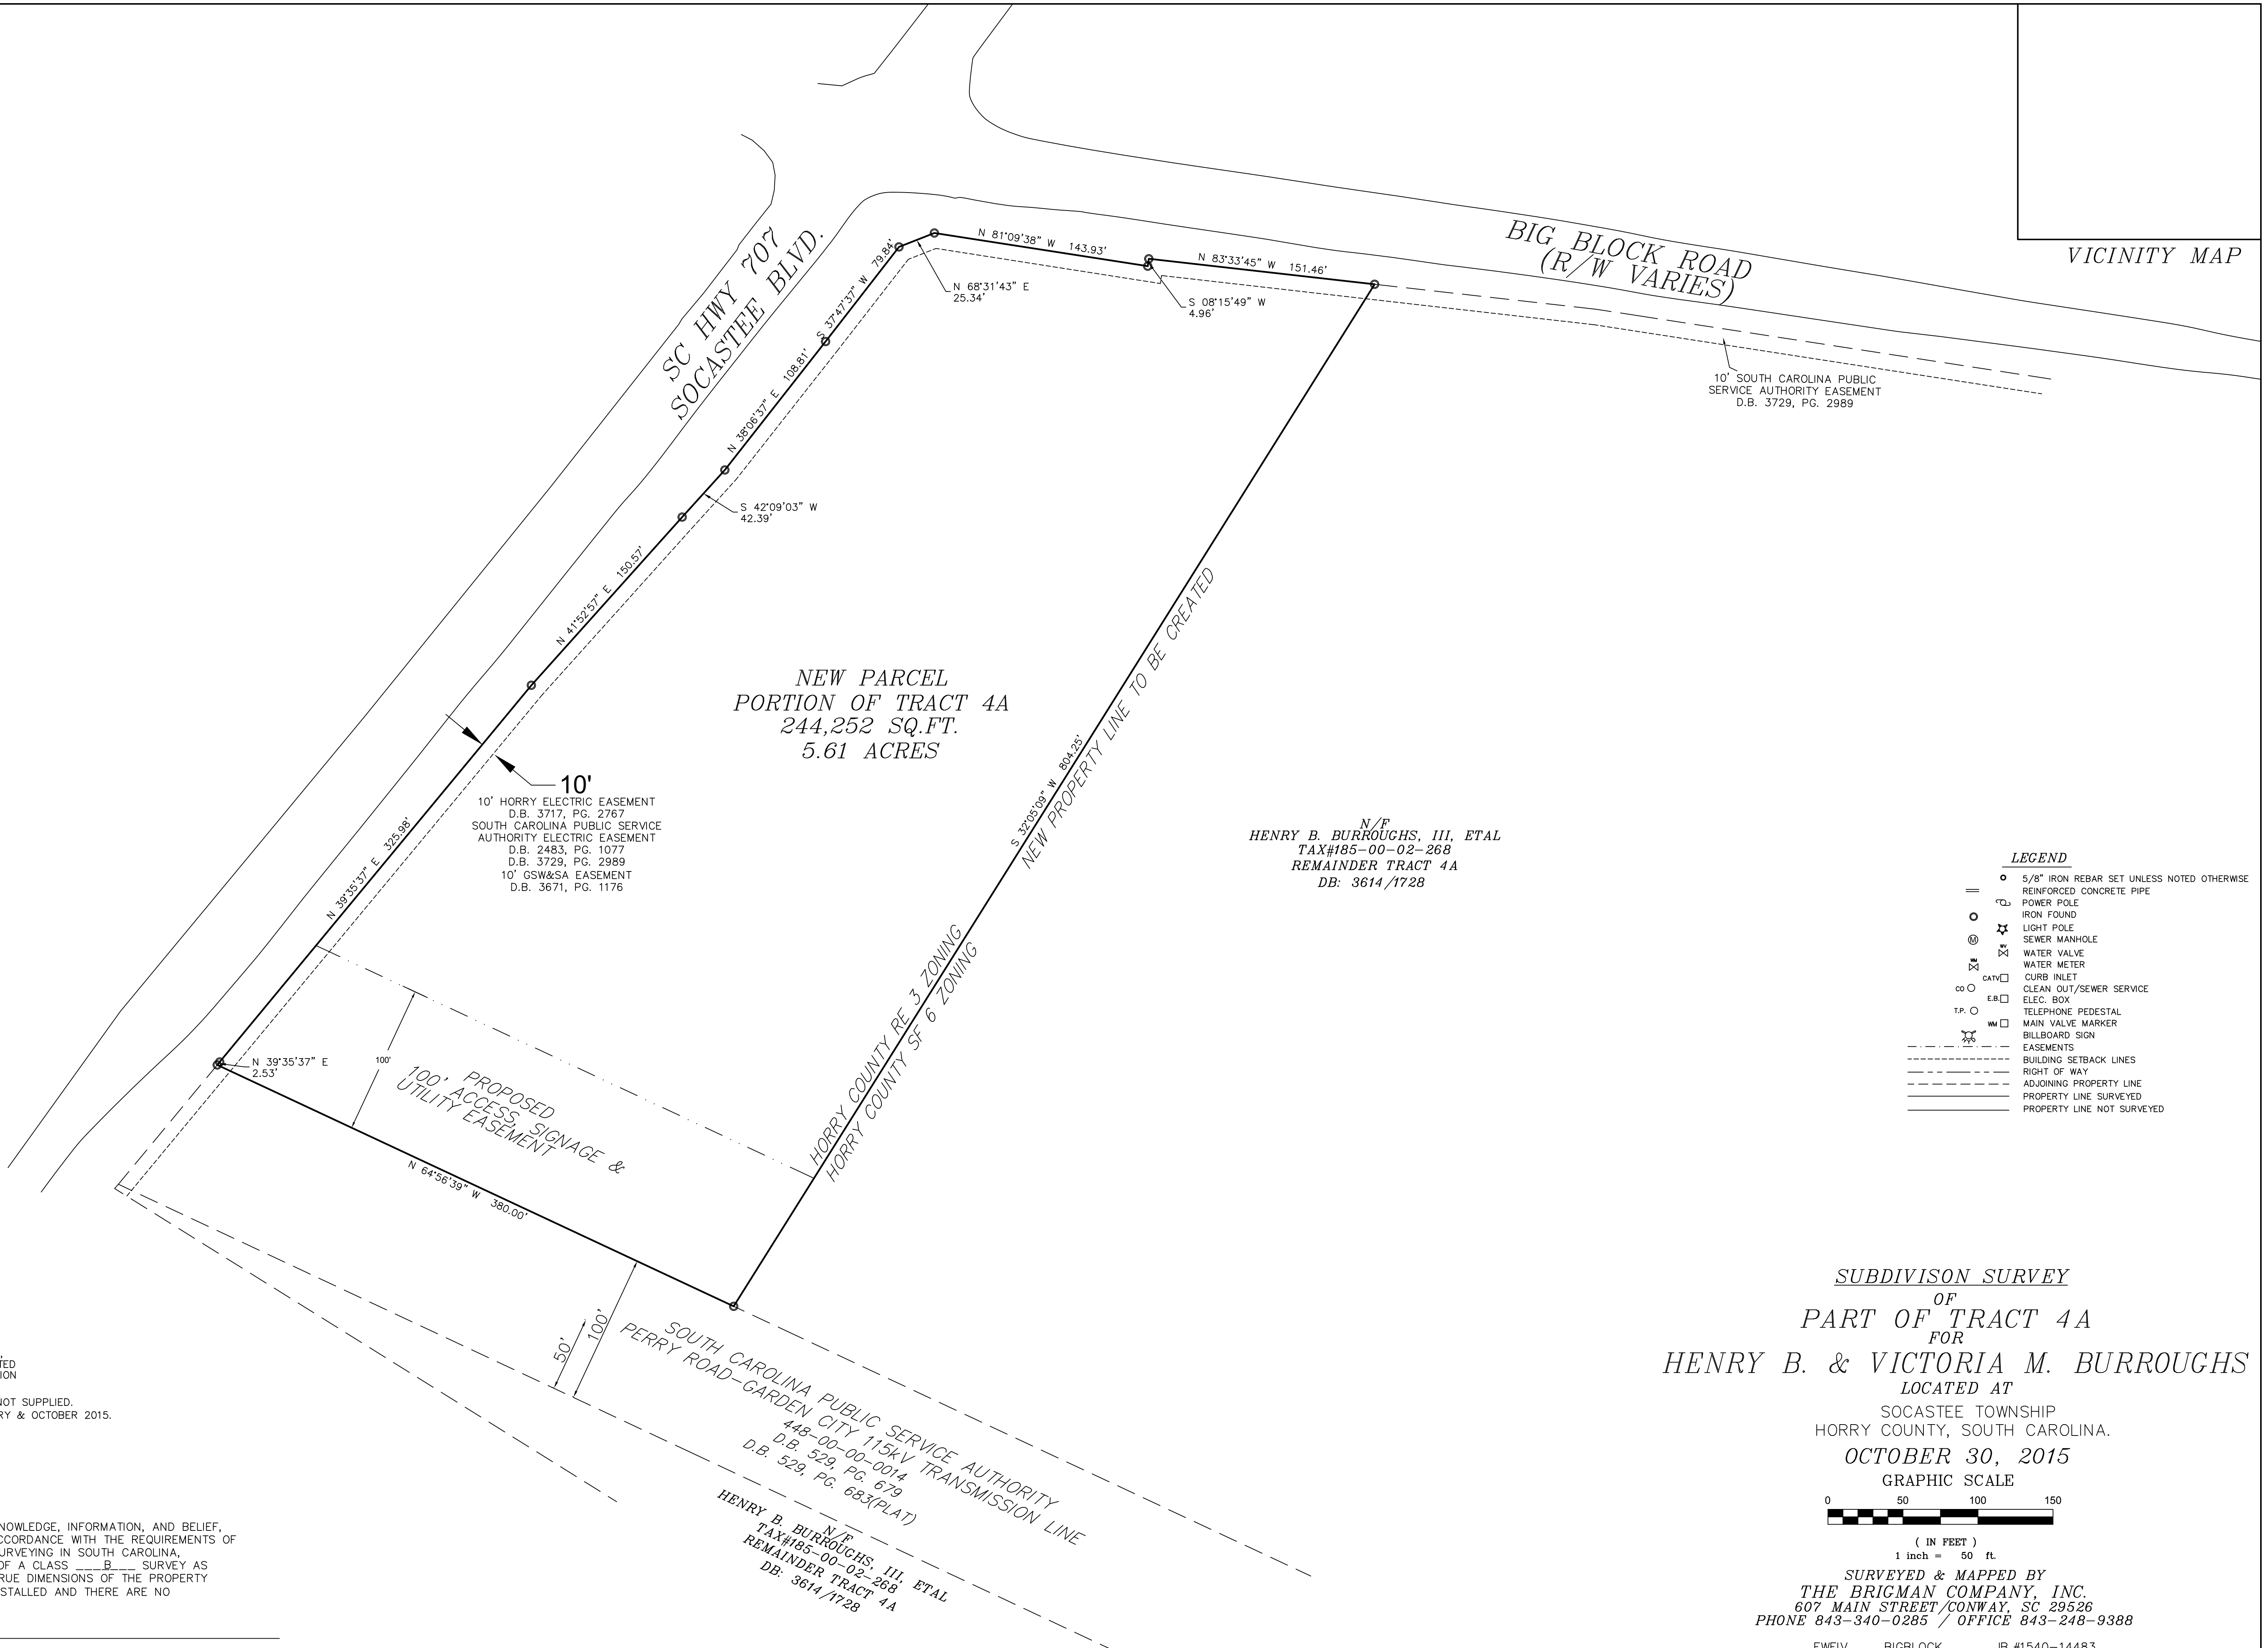 VICINITY MAP
BIG BLOCK ROAD
(R/W VARIES)
SC HWY 707
SOCASTEE BLVD.
S 37°47'37" W 79.84'
N 68°31'43" E
25.34'
N 81°09'38" W 143.93'
S 08°15'49" W
4.96'
N 83°33'45" W 151.46'
10' SOUTH CAROLINA PUBLIC
SERVICE AUTHORITY EASEMENT
D.B. 3729, PG. 2989
N 38°06'37" E 108.81'
S 42°09'03" W
42.39'
N 41°52'57" E 150.57'
NEW PARCEL
PORTION OF TRACT 4A
244,252 SQ.FT.
5.61 ACRES
10'
10' HORRY ELECTRIC EASEMENT
D.B. 3717, PG. 2767
SOUTH CAROLINA PUBLIC SERVICE
AUTHORITY ELECTRIC EASEMENT
D.B. 2483, PG. 1077
D.B. 3729, PG. 2989
10' GSW&SA EASEMENT
D.B. 3671, PG. 1176
N 39°35'37" E 325.98'
S 32°05'09" W 804.25'
NEW PROPERTY LINE TO BE CREATED
HORRY COUNTY RE 3 ZONING
HORRY COUNTY SF 6 ZONING
N/F
HENRY B. BURROUGHS, III, ETAL
TAX#185-00-02-268
REMAINDER TRACT 4A
DB: 3614/1728
LEGEND
5/8" IRON REBAR SET UNLESS NOTED OTHERWISE
REINFORCED CONCRETE PIPE
POWER POLE
IRON FOUND
LIGHT POLE
M SEWER MANHOLE
WV WATER VALVE
WM WATER METER
CATV CURB INLET
CO CLEAN OUT/SEWER SERVICE
E.B. ELEC. BOX
T.P. TELEPHONE PEDESTAL
WM MAIN VALVE MARKER
BILLBOARD SIGN
EASEMENTS
BUILDING SETBACK LINES
RIGHT OF WAY
ADJOINING PROPERTY LINE
PROPERTY LINE SURVEYED
PROPERTY LINE NOT SURVEYED
N 39°35'37" E
2.53'
100'
PROPOSED
100' ACCESS, SIGNAGE &
UTILITY EASEMENT
N 64°56'39" W 380.00'
50'
100'
SOUTH CAROLINA PUBLIC SERVICE AUTHORITY
PERRY ROAD-GARDEN CITY 115kV TRANSMISSION LINE
448-00-00-0014
D.B. 529, PG. 679
D.B. 529, PG. 683(PLAT)
N/F
HENRY B. BURROUGHS, III, ETAL
TAX#185-00-02-268
REMAINDER TRACT 4A
DB: 3614/1728
TED
ION
NOT SUPPLIED.
RY & OCTOBER 2015.
NOWLEDGE, INFORMATION, AND BELIEF,
CCORDANCE WITH THE REQUIREMENTS OF
URVEYING IN SOUTH CAROLINA,
OF A CLASS ___B___ SURVEY AS
RUE DIMENSIONS OF THE PROPERTY
STALLED AND THERE ARE NO
SUBDIVISON SURVEY
OF
PART OF TRACT 4A
FOR
HENRY B. & VICTORIA M. BURROUGHS
LOCATED AT
SOCASTEE TOWNSHIP
HORRY COUNTY, SOUTH CAROLINA.
OCTOBER 30, 2015
GRAPHIC SCALE
0 50 100 150
( IN FEET )
1 inch = 50 ft.
SURVEYED & MAPPED BY
THE BRIGMAN COMPANY, INC.
607 MAIN STREET/CONWAY, SC 29526
PHONE 843-340-0285 / OFFICE 843-248-9388
BIGBLOCK JB #1540-14483